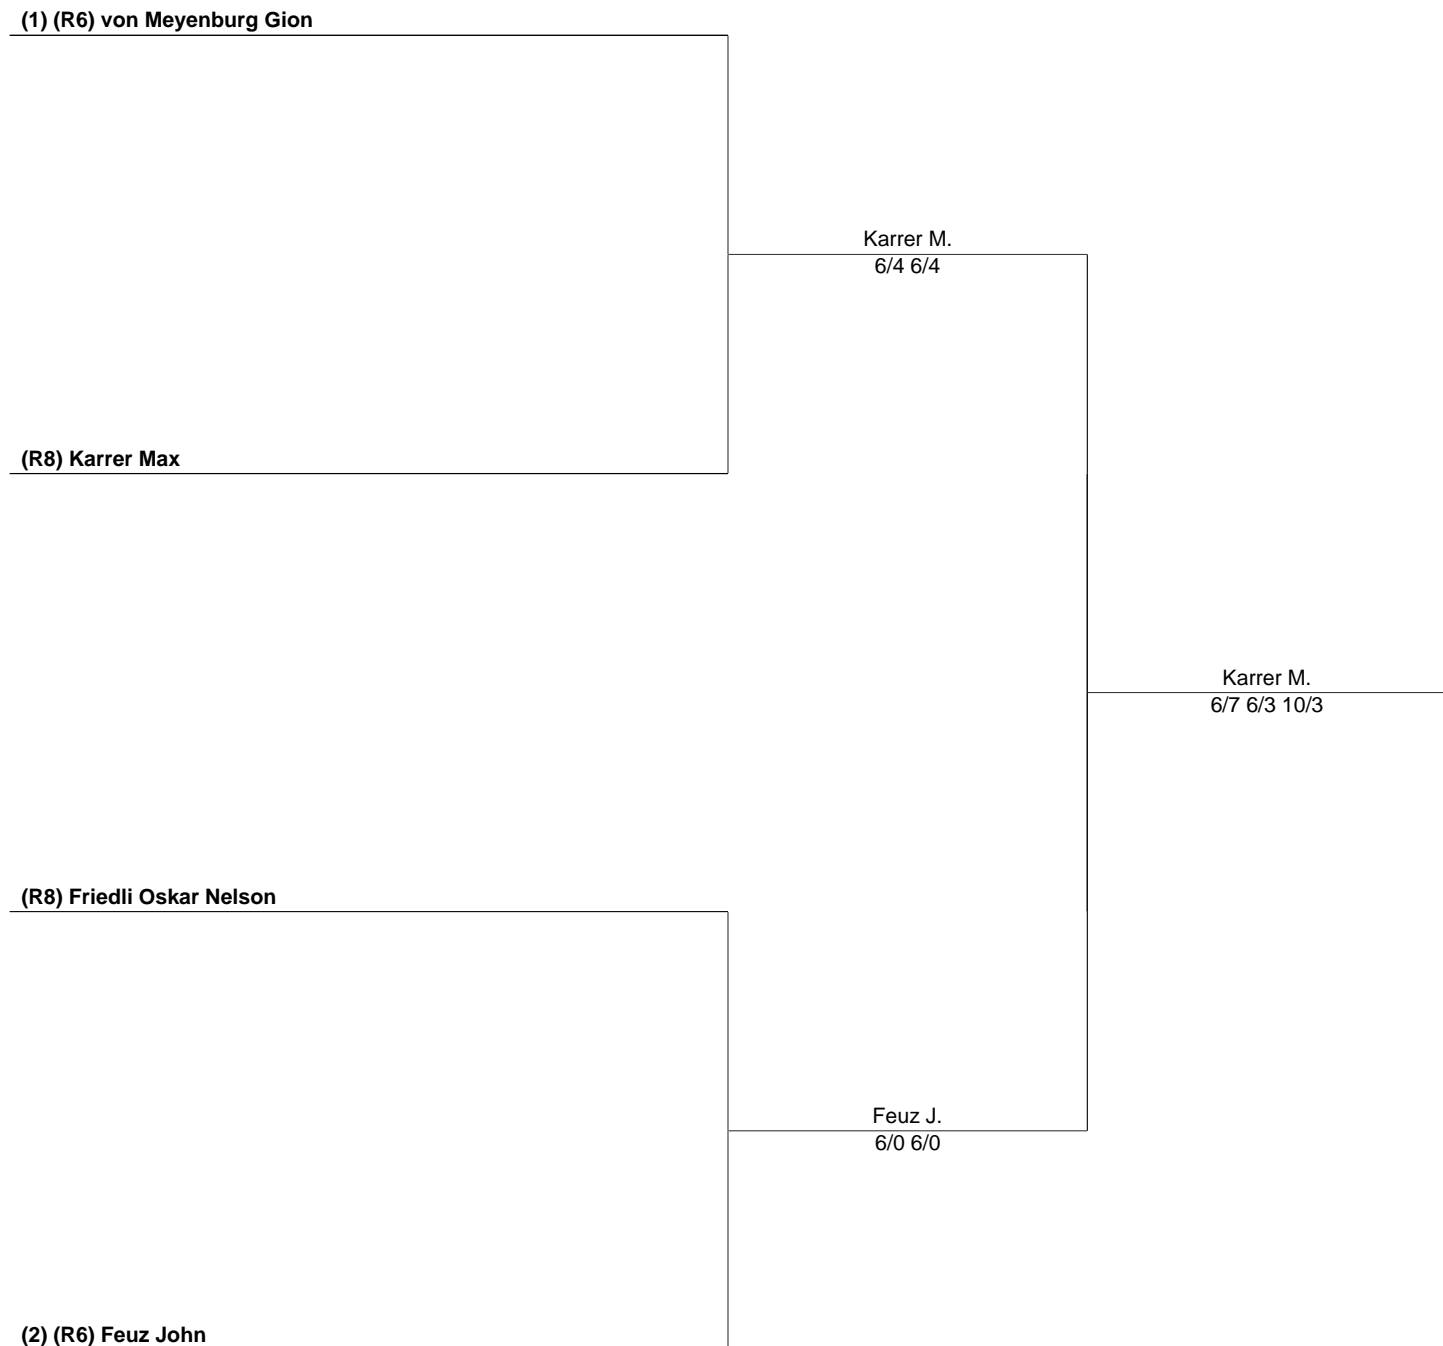 (1) (R6) von Meyenburg Gion
Karrer M.
6/4 6/4
(R8) Karrer Max
Karrer M.
6/7 6/3 10/3
(R8) Friedli Oskar Nelson
Feuz J.
6/0 6/0
(2) (R6) Feuz John